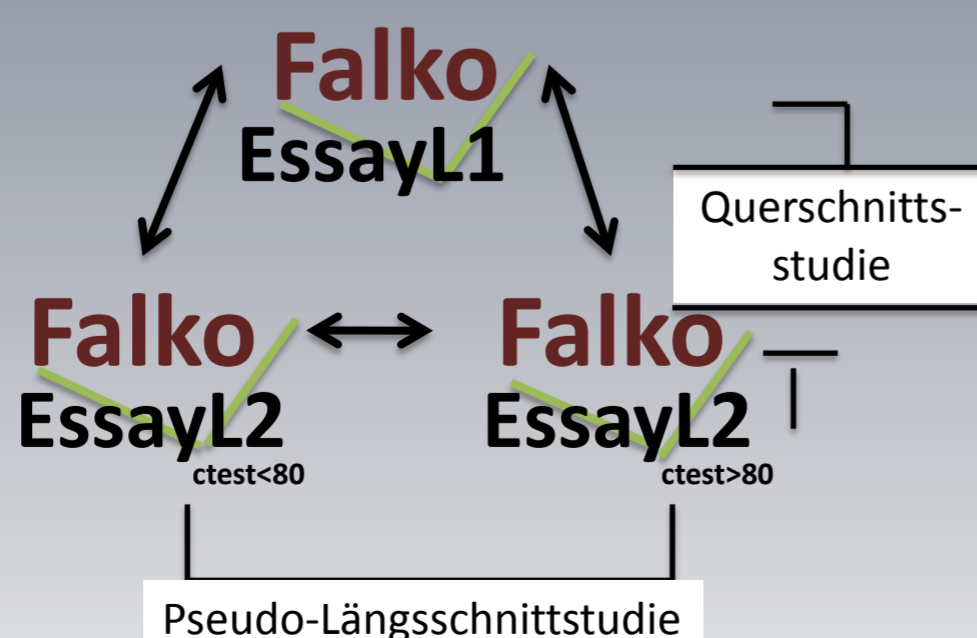 Falko
EssayL1
Querschnitts-
studie
Falko
EssayL2
ctest<80
Falko
EssayL2
ctest>80
Pseudo-Längsschnittstudie